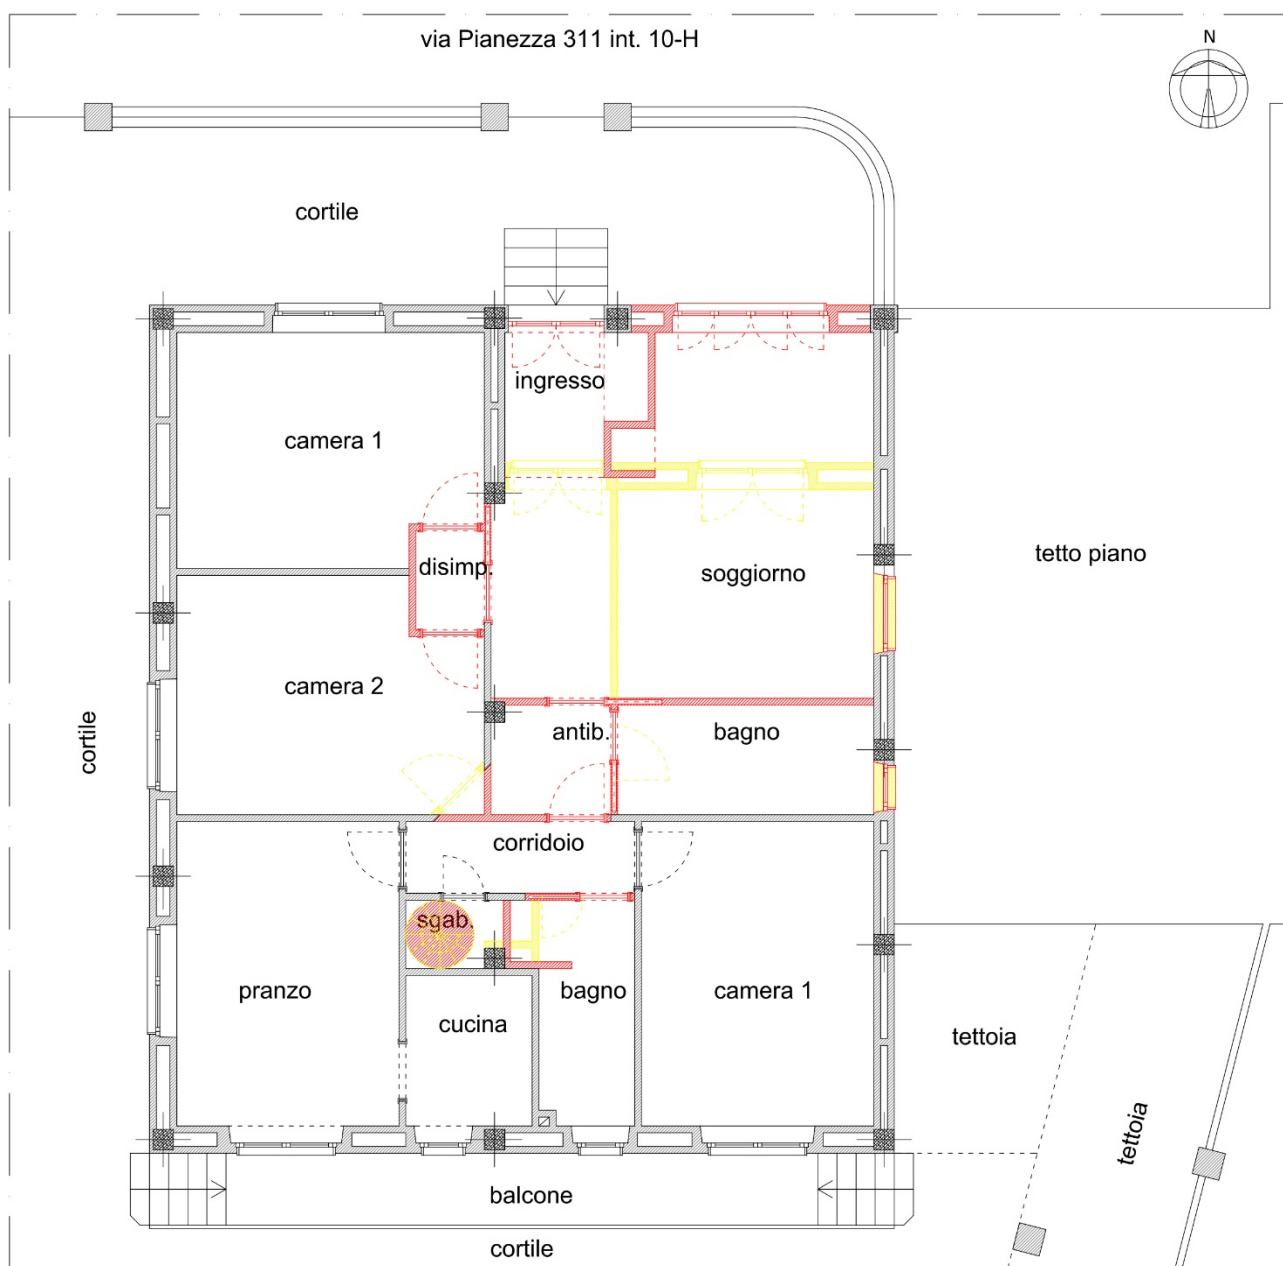 via Pianezza 311 int. 10-H
N
cortile
ingresso
camera 1
disimp.
soggiorno
tetto piano
camera 2
cortile
antib.
bagno
corridoio
sgab.
pranzo
bagno
camera 1
cucina
tettoia
tettoia
balcone
cortile